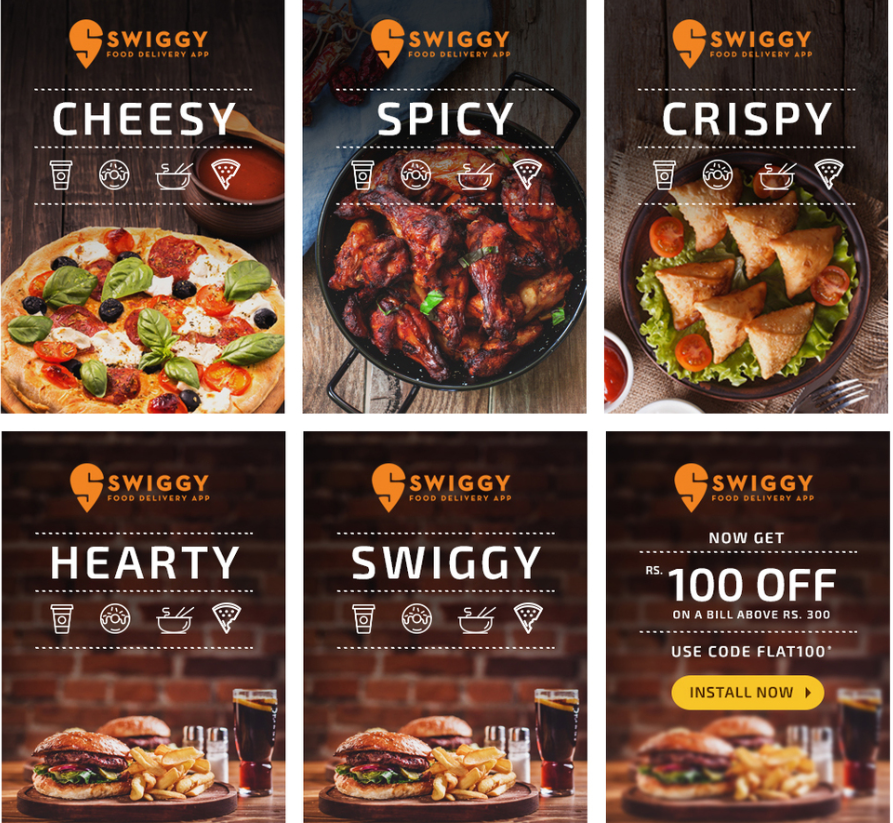 SWIGGY
FOOD DELIVERY APP
CHEESY
SWIGGY
FOOD DELIVERY APP
SPICY
SWIGGY
FOOD DELIVERY APP
CRISPY
SWIGGY
FOOD DELIVERY APP
HEARTY
SWIGGY
FOOD DELIVERY APP
SWIGGY
SWIGGY
FOOD DELIVERY APP
NOW GET
RS. 100 OFF
ON A BILL ABOVE RS. 300
USE CODE FLAT100*
INSTALL NOW